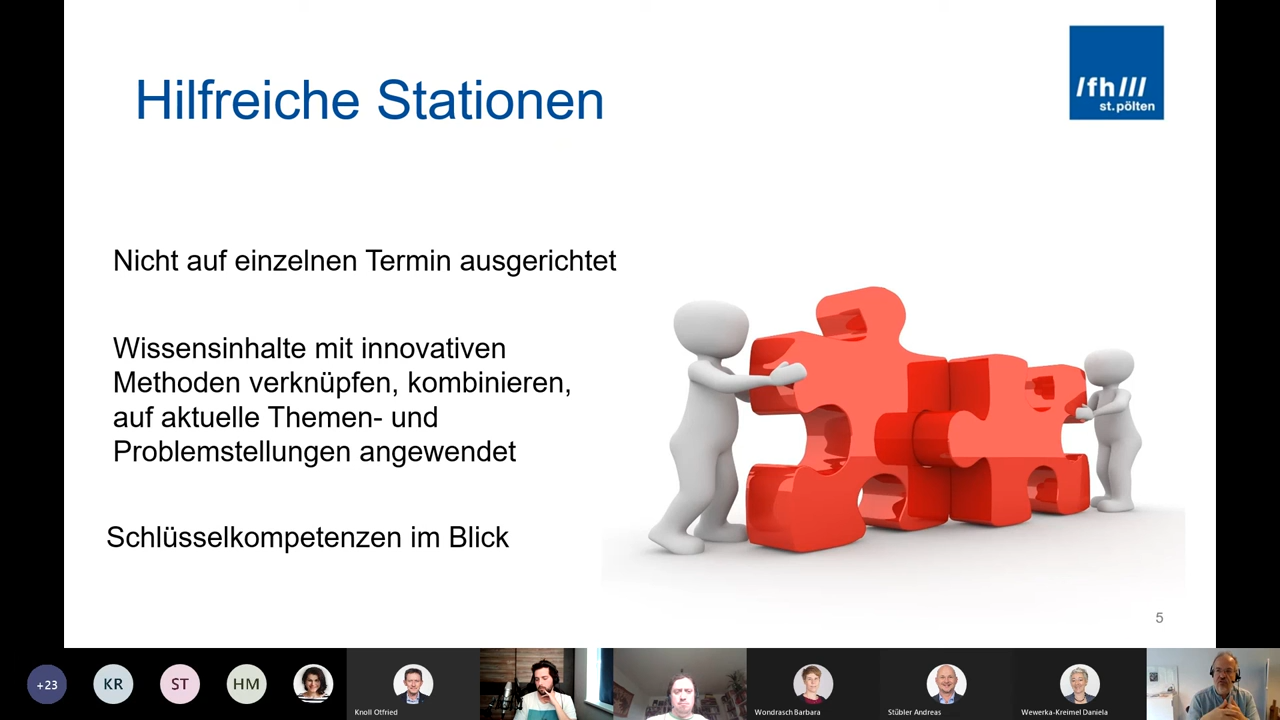 Hilfreiche Stationen
/fh///
st.pölten
Nicht auf einzelnen Termin ausgerichtet
Wissensinhalte mit innovativen
Methoden verknüpfen, kombinieren,
auf aktuelle Themen- und
Problemstellungen angewendet
Schlüsselkompetenzen im Blick
5
+23
KR
ST
HM
Knoll Otfried
Wondrasch Barbara
Stübler Andreas
Wewerka-Kreimel Daniela